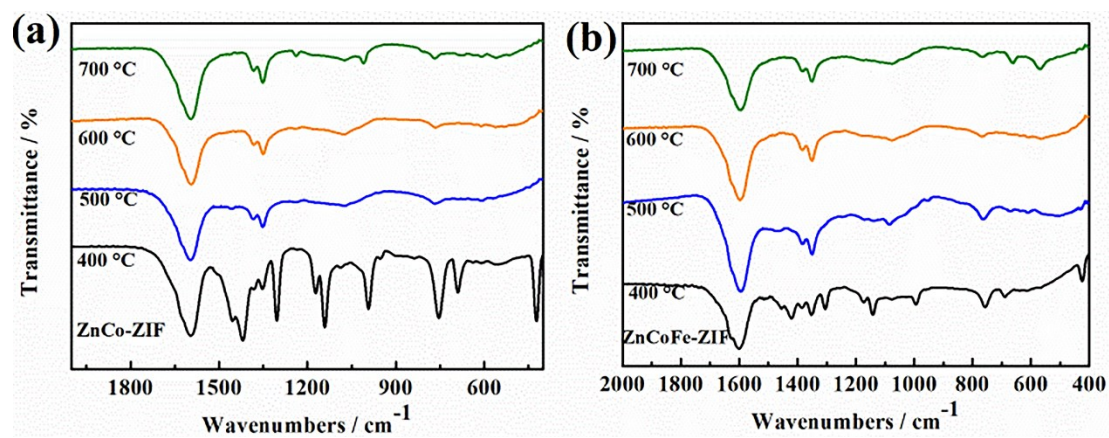 (a)
700 °C
600 °C
500 °C
400 °C
ZnCo-ZIF
Transmittance / %
1800 1500 1200 900 600
Wavenumbers / cm-1
(b)
700 °C
600 °C
500 °C
400 °C
ZnCoFe-ZIF
Transmittance / %
2000 1800 1600 1400 1200 1000 800 600 400
Wavenumbers / cm-1